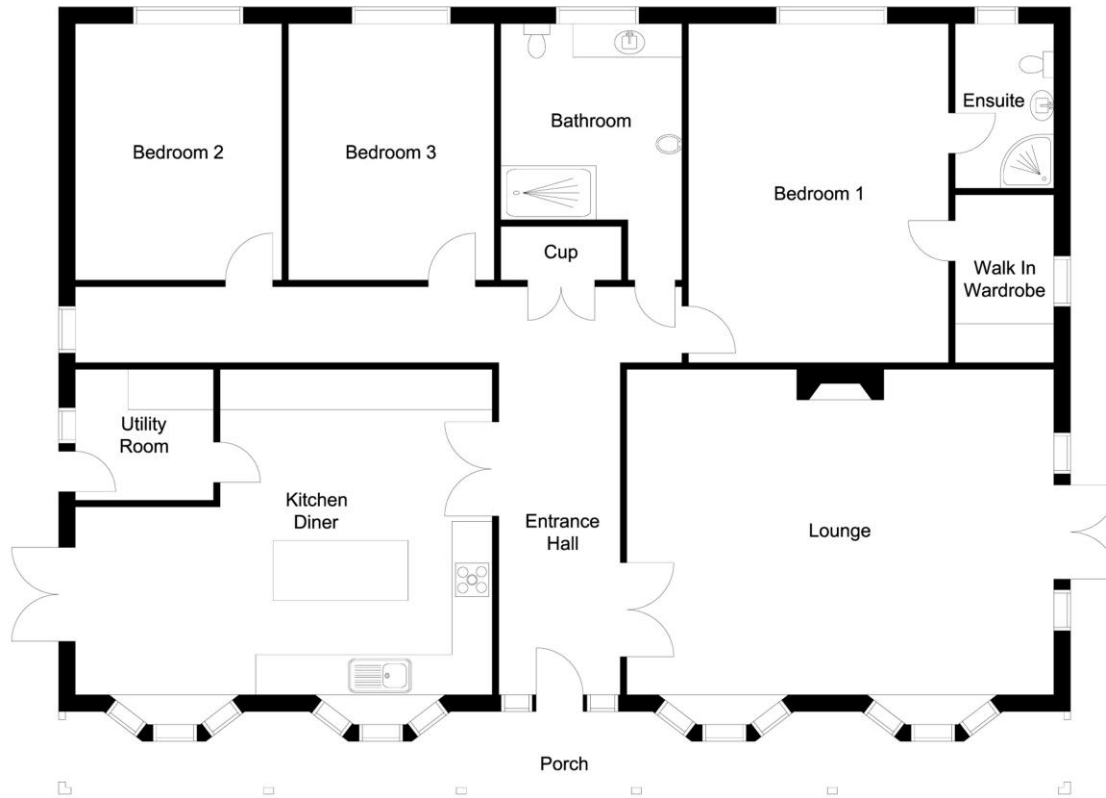 Bedroom 2
Bedroom 3
Bathroom
Bedroom 1
Ensuite
Cup
Walk In
Wardrobe
Utility
Room
Kitchen
Diner
Entrance
Hall
Lounge
Porch